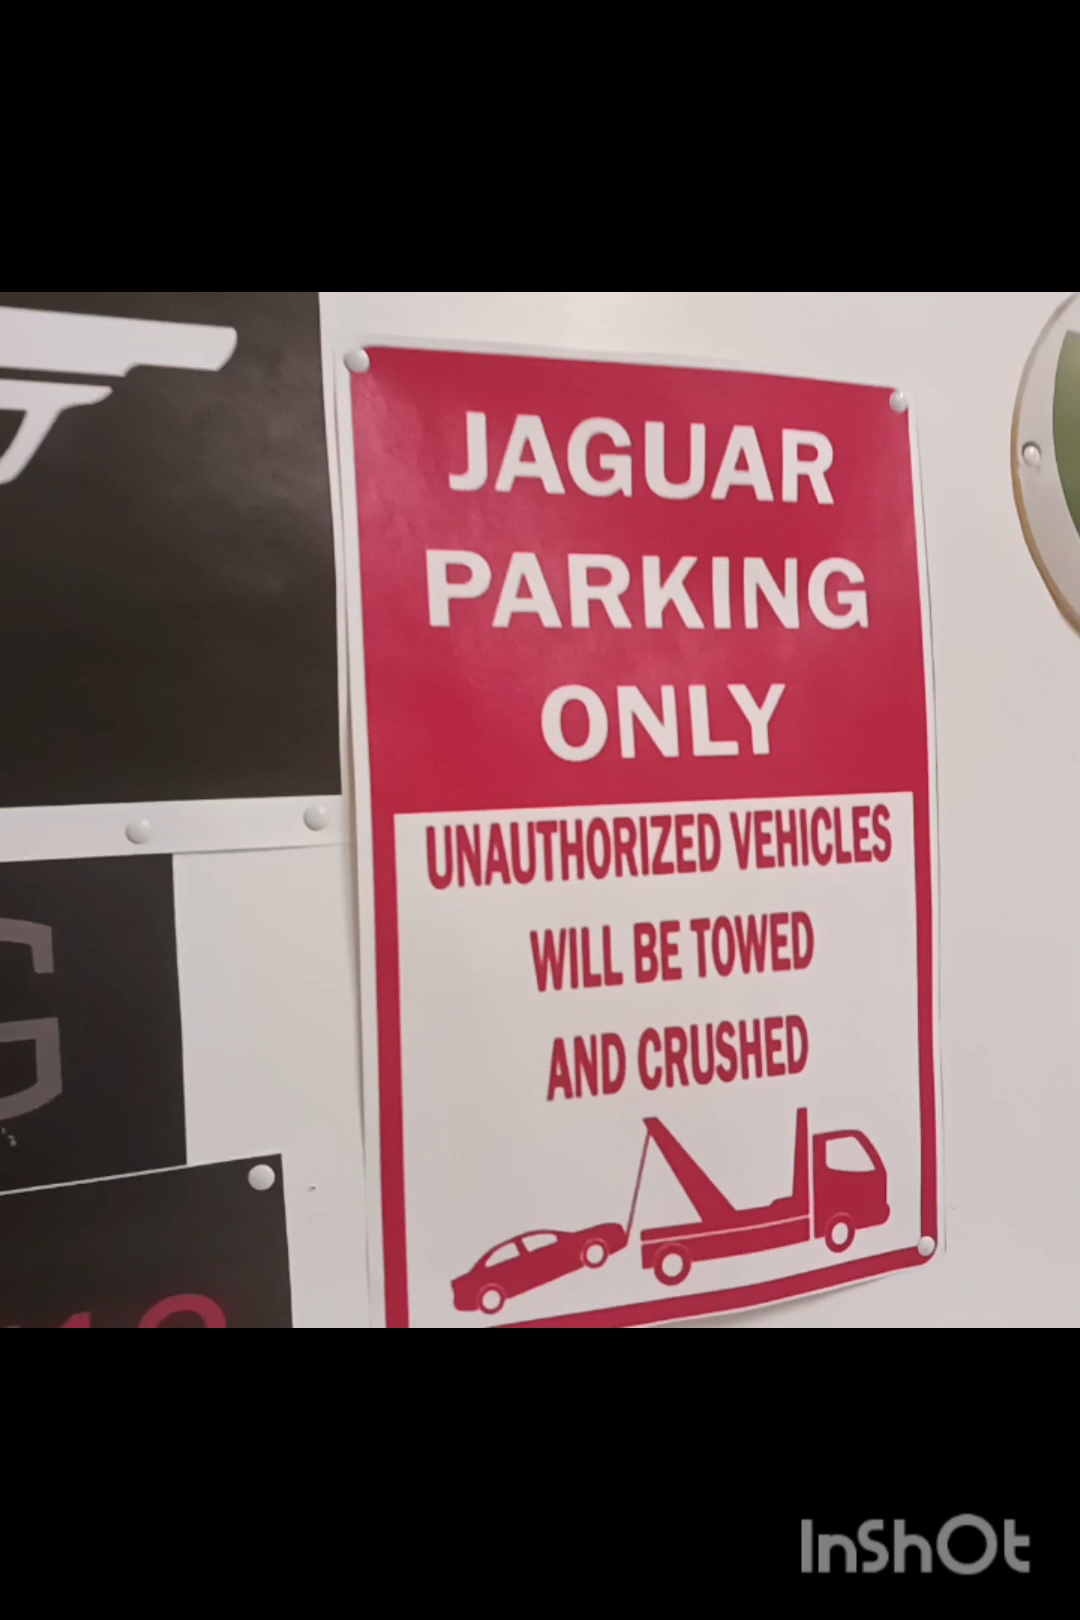 JAGUAR
PARKING
ONLY
UNAUTHORIZED VEHICLES
WILL BE TOWED
AND CRUSHED
G
InShOt